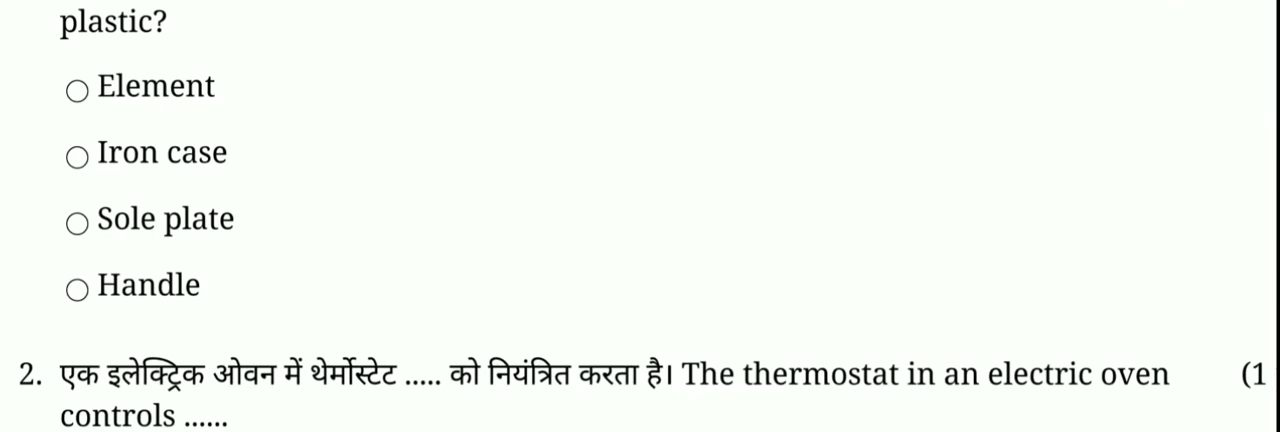 plastic?
Element
Iron case
Sole plate
Handle
2. एक इलेक्ट्रिक ओवन में थेर्मोस्टेट ..... को नियंत्रित करता है। The thermostat in an electric oven (1
controls ......